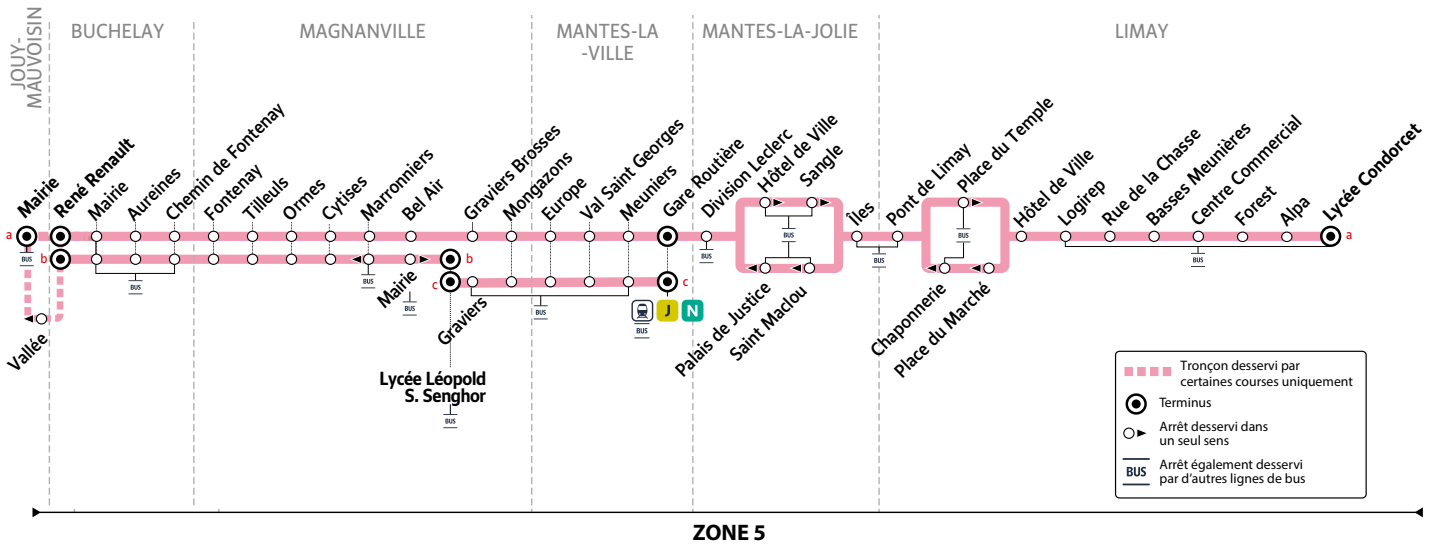 JOUY-
MAUVOISIN
BUCHELAY
MAGNANVILLE
MANTES-LA
-VILLE
MANTES-LA-JOLIE
LIMAY
Mairie
René Renault
Mairie
Aureines
Chemin de Fontenay
Fontenay
Tilleuls
Ormes
Cytises
Marronniers
Bel Air
Graviers Brosses
Mongazons
Europe
Val Saint Georges
Meuniers
Gare Routière
Division Leclerc
Hôtel de Ville
Sangle
Îles
Pont de Limay
Place du Temple
Hôtel de Ville
Logirep
Rue de la Chasse
Basses Meunières
Centre Commercial
Forest
Alpa
Lycée Condorcet
a
a
BUS
BUS
BUS
BUS
BUS
BUS
BUS
b
b
BUS
BUS
Mairie
BUS
c
c
Graviers
BUS
J
N
BUS
Vallée
Palais de Justice
Saint Maclou
Chaponnerie
Place du Marché
Lycée Léopold
S. Senghor
BUS
Tronçon desservi par
certaines courses uniquement
Terminus
Arrêt desservi dans
un seul sens
BUS
Arrêt également desservi
par d'autres lignes de bus
ZONE 5